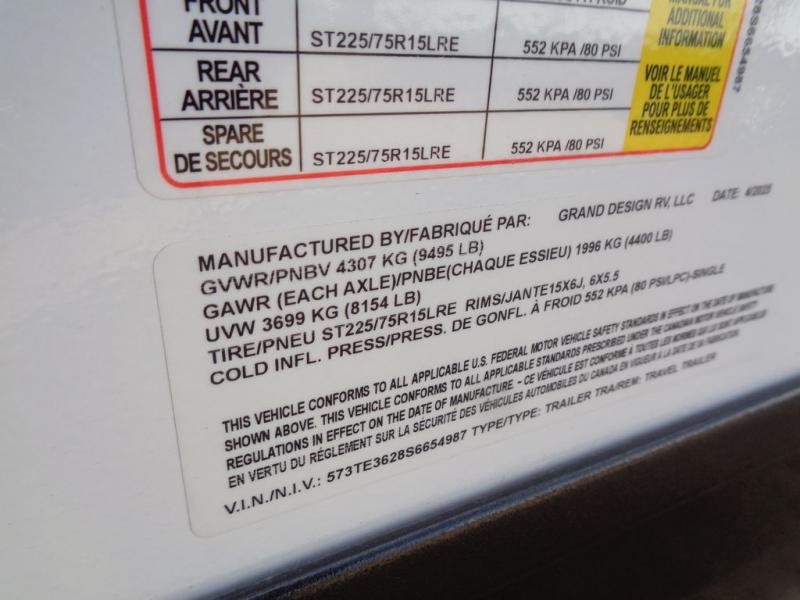 FRONT
AVANT ST225/75R15LRE 552 KPA /80 PSI
MANUAL FOR
ADDITIONAL
INFORMATION
REAR
ARRIÈRE ST225/75R15LRE 552 KPA /80 PSI
VOIR LE MANUEL
DE L'USAGER
POUR PLUS DE
RENSEIGNEMENTS
SPARE
DE SECOURS ST225/75R15LRE 552 KPA /80 PSI
28S6654987
MANUFACTURED BY/FABRIQUÉ PAR: GRAND DESIGN RV, LLC DATE: 4/2025
GVWR/PNBV 4307 KG (9495 LB)
GAWR (EACH AXLE)/PNBE(CHAQUE ESSIEU) 1996 KG (4400 LB)
UVW 3699 KG (8154 LB)
TIRE/PNEU ST225/75R15LRE RIMS/JANTE15X6J, 6X5.5
COLD INFL. PRESS/PRESS. DE GONFL. À FROID 552 KPA (80 PSI/LPC)-SINGLE
THIS VEHICLE CONFORMS TO ALL APPLICABLE U.S. FEDERAL MOTOR VEHICLE SAFETY STANDARDS IN EFFECT ON THE DATE OF MANUFACTURE
SHOWN ABOVE. THIS VEHICLE CONFORMS TO ALL APPLICABLE STANDARDS PRESCRIBED UNDER THE CANADIAN MOTOR VEHICLE SAFETY
REGULATIONS IN EFFECT ON THE DATE OF MANUFACTURE. – CE VÉHICULE EST CONFORME À TOUTES LES NORMES QUI LUI SONT APPLICABLES
EN VERTU DU RÉGLEMENT SUR LA SÉCURITÉ DES VÉHICULES AUTOMOBILES DU CANADA EN VIGUEUR À LA DATE DE SA FABRICATION.
V.I.N./N.I.V.: 573TE3628S6654987 TYPE/TYPE: TRAILER TRA/REM: TRAVEL TRAILER